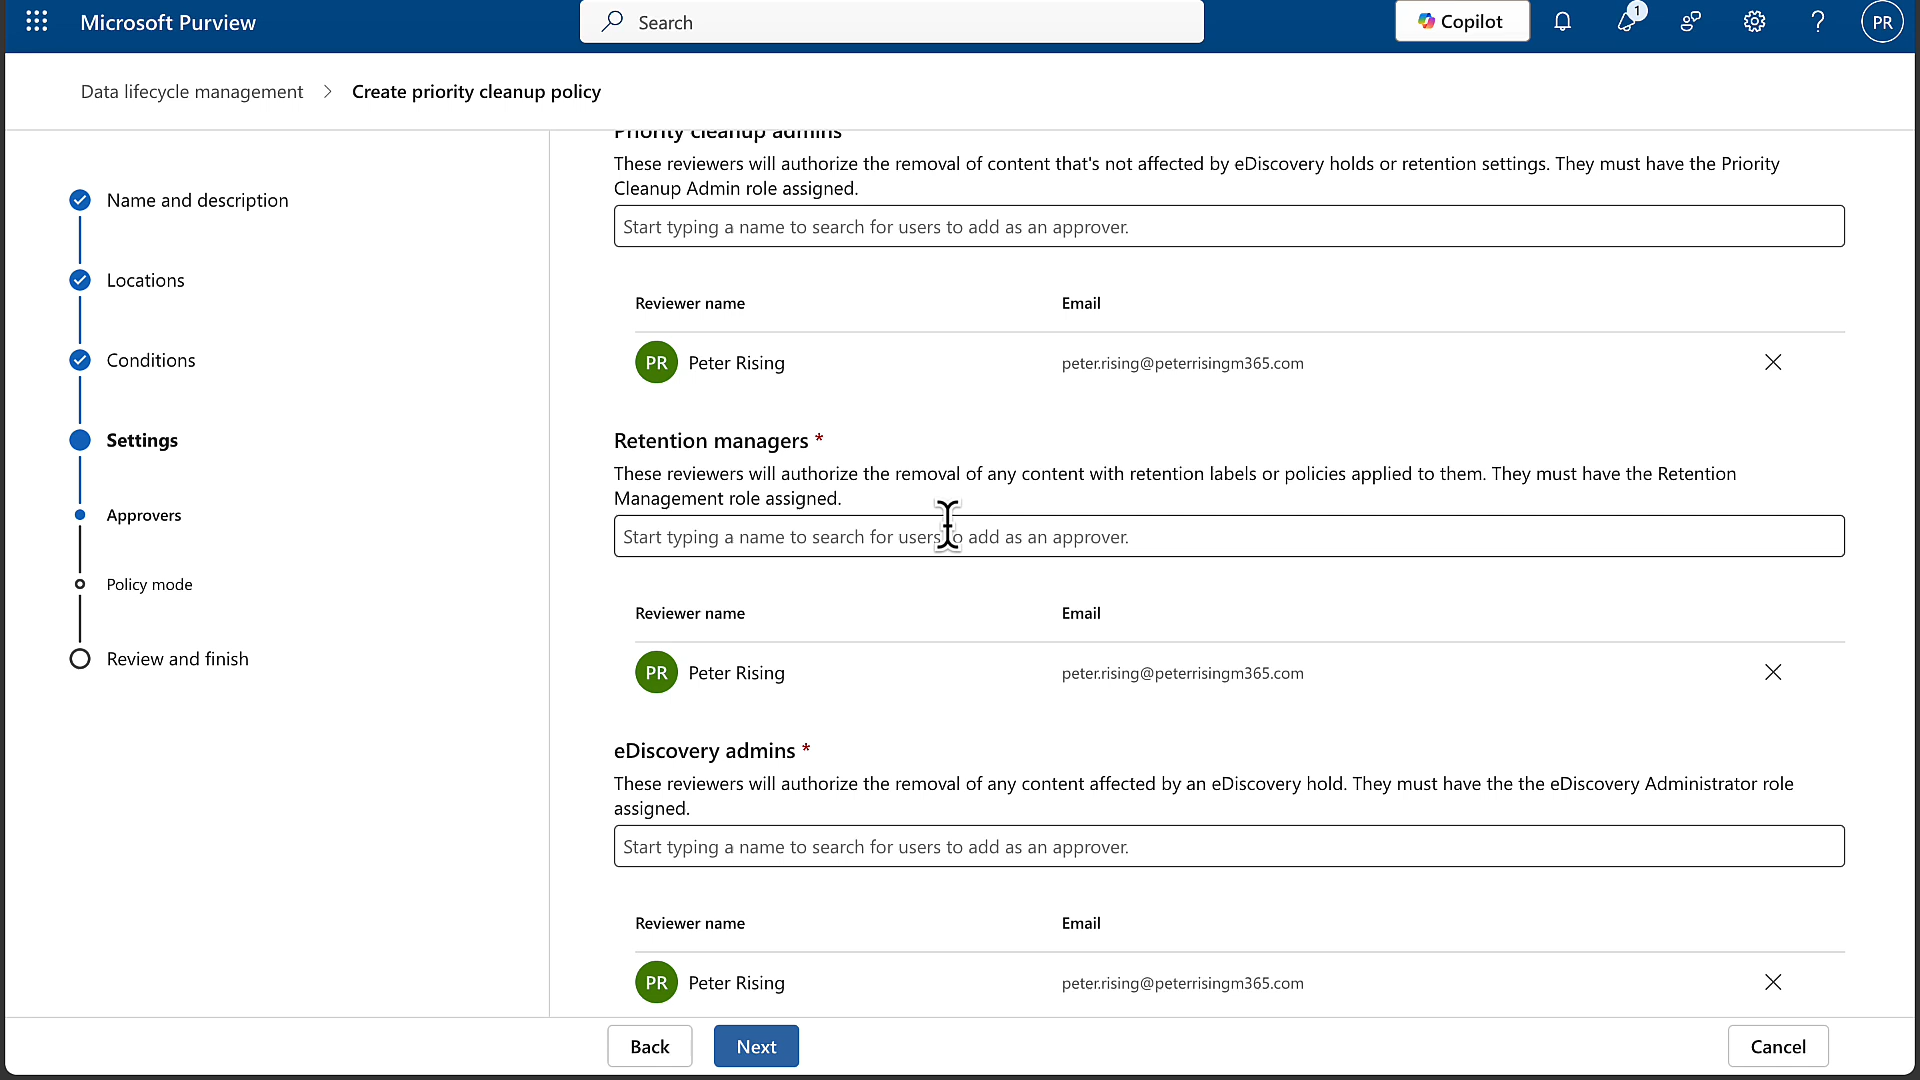 Microsoft Purview
Search
Copilot
1
PR
Data lifecycle management
Create priority cleanup policy
Name and description
Locations
Conditions
Settings
Approvers
Policy mode
Review and finish
Priority cleanup admins
These reviewers will authorize the removal of content that's not affected by eDiscovery holds or retention settings. They must have the Priority
Cleanup Admin role assigned.
Start typing a name to search for users to add as an approver.
Reviewer name Email
PR Peter Rising peter.rising@peterrisingm365.com
Retention managers *
These reviewers will authorize the removal of any content with retention labels or policies applied to them. They must have the Retention
Management role assigned.
Start typing a name to search for users to add as an approver.
Reviewer name Email
PR Peter Rising peter.rising@peterrisingm365.com
eDiscovery admins *
These reviewers will authorize the removal of any content affected by an eDiscovery hold. They must have the the eDiscovery Administrator role
assigned.
Start typing a name to search for users to add as an approver.
Reviewer name Email
PR Peter Rising peter.rising@peterrisingm365.com
Back
Next
Cancel